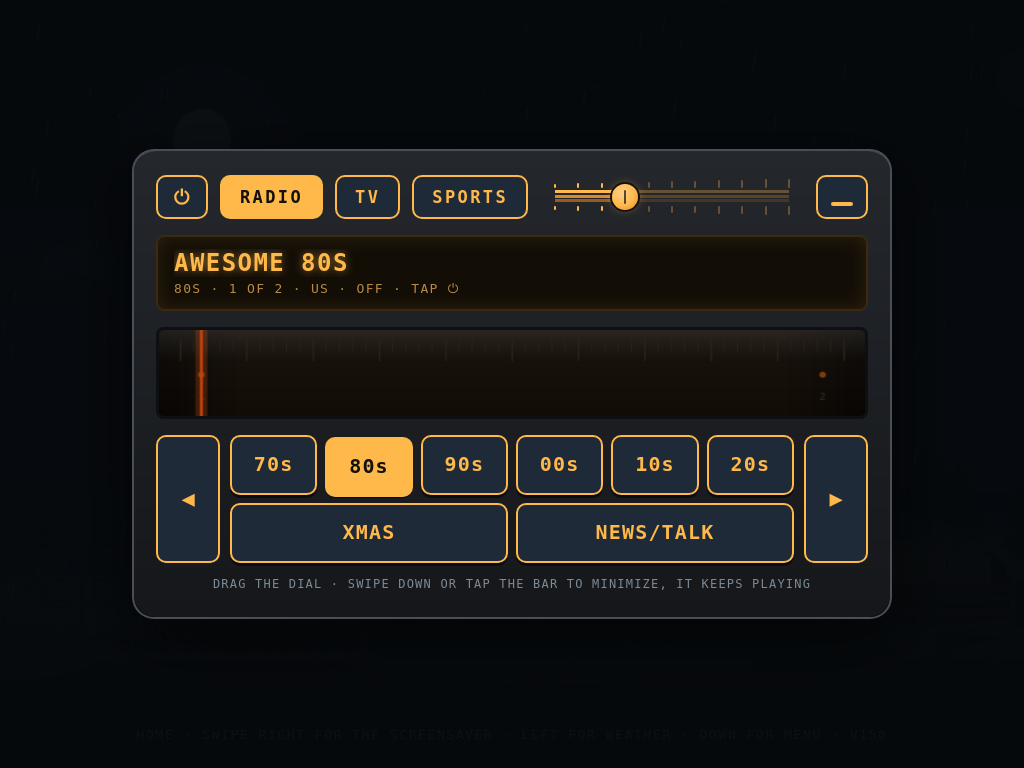 RADIO TV SPORTS
AWESOME 80S
80S · 1 OF 2 · US · OFF · TAP ⏻
2
70s 80s 90s 00s 10s 20s
◀ ▶
XMAS NEWS/TALK
DRAG THE DIAL · SWIPE DOWN OR TAP THE BAR TO MINIMIZE, IT KEEPS PLAYING
HOME · SWIPE RIGHT FOR THE SCREENSAVER · LEFT FOR WEATHER · DOWN FOR MENU ·